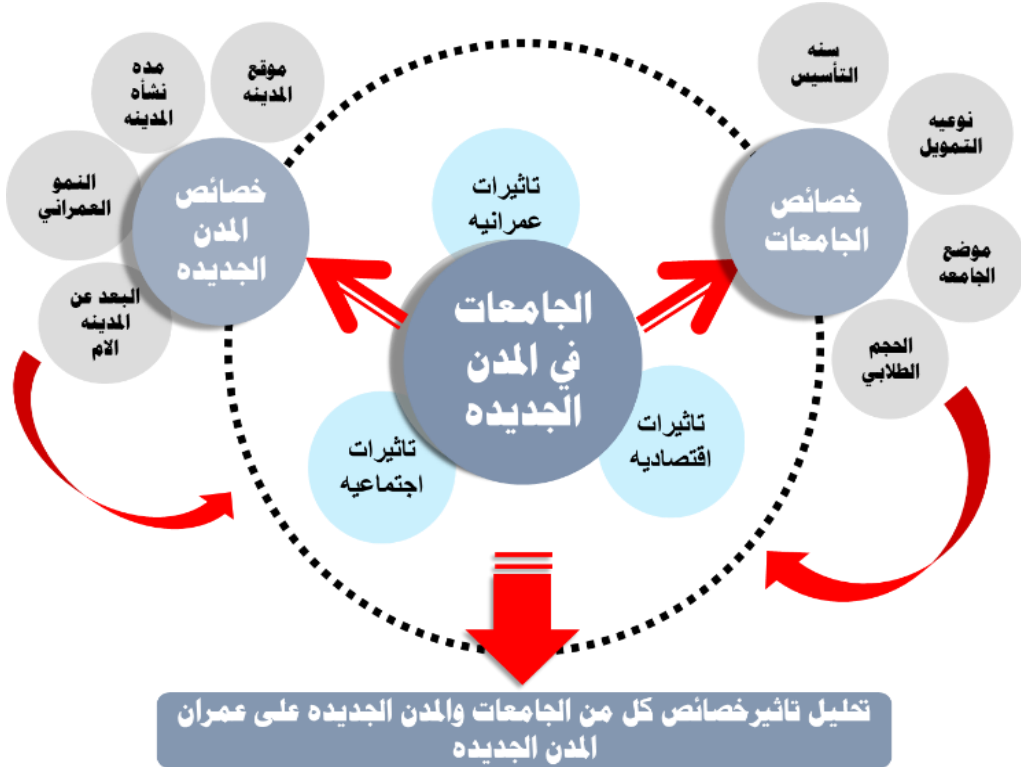 سنه
التأسيس
نوعيه
التمويل
موضع
الجامعه
الحجم
الطلابي
خصائص
الجامعات
موقع
المدينه
مده
نشأه
المدينه
النمو
العمراني
البعد عن
المدينه
الام
خصائص
المدن
الجديده
تاثيرات
عمرانيه
الجامعات
في المدن
الجديده
تاثيرات
اقتصاديه
تاثيرات
اجتماعيه
تحليل تاثيرخصائص كل من الجامعات والمدن الجديده على عمران
المدن الجديده